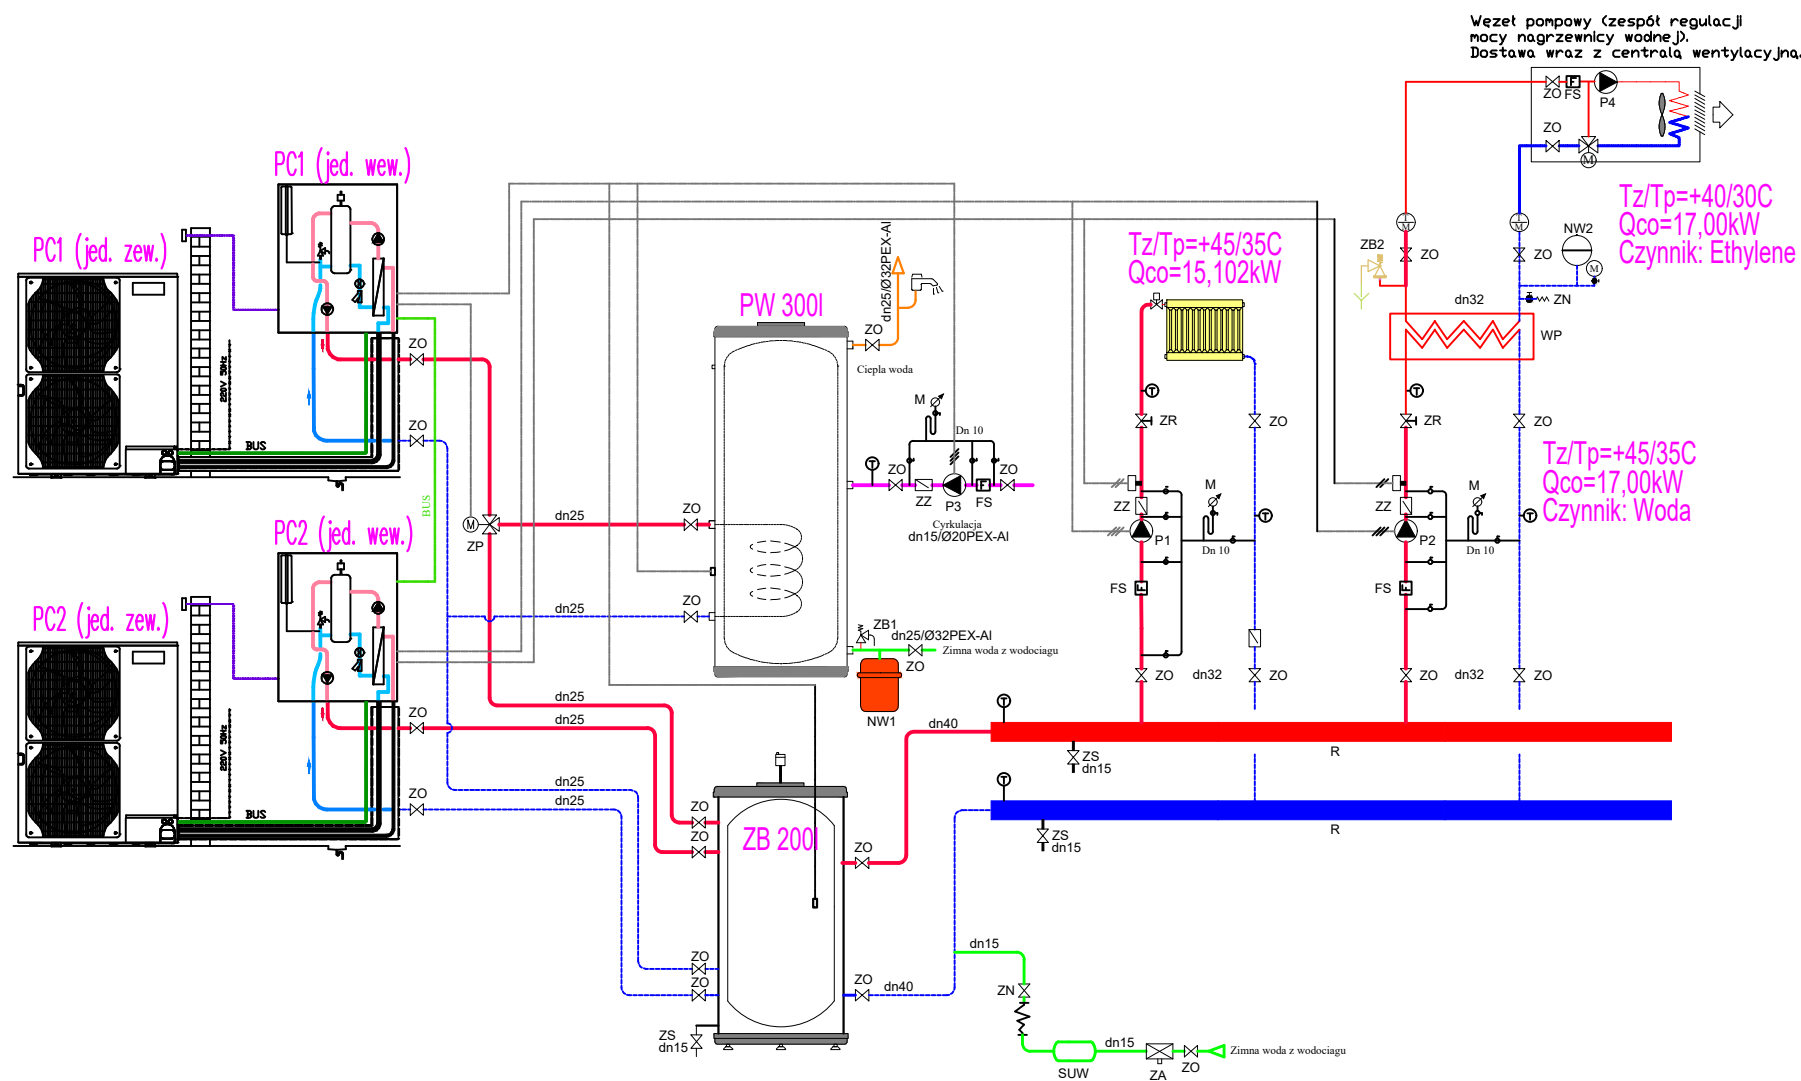 Węzeł pompowy (zespół regulacji
mocy nagrzewnicy wodnej).
Dostawa wraz z centralą wentylacyjną.
ZO
FS
P4
ZO
M
Tz/Tp=+40/30C
Qco=17,00kW
Czynnik: Ethylene
PC1 (jed. wew.)
PC1 (jed. zew.)
220V 50Hz
BUS
ZO
ZO
BUS
M
ZP
PC2 (jed. wew.)
PC2 (jed. zew.)
220V 50Hz
BUS
ZO
ZO
PW 300l
dn25/Ø32PEX-Al
ZO
Ciepla woda
dn25
ZO
dn25
ZO
M
Dn 10
ZO
ZZ
P3
FS
ZO
Cyrkulacja
dn15/Ø20PEX-Al
ZB1
dn25/Ø32PEX-Al
Zimna woda z wodociagu
ZO
NW1
dn25
dn25
dn25
dn25
ZO
ZO
ZB 200l
ZO
ZO
ZO
ZS
dn15
ZO
dn40
dn40
Tz/Tp=+45/35C
Qco=15,102kW
T
ZR
ZO
ZZ
M
T
P1
Dn 10
FS
ZO
dn32
ZO
ZB2
ZO
ZO
NW2
M
ZN
dn32
WP
T
ZR
ZO
Tz/Tp=+45/35C
Qco=17,00kW
Czynnik: Woda
ZZ
M
T
P2
Dn 10
FS
ZO
dn32
ZO
T
R
ZS
dn15
T
R
ZS
dn15
dn15
ZN
dn15
SUW
ZA
ZO
Zimna woda z wodociagu